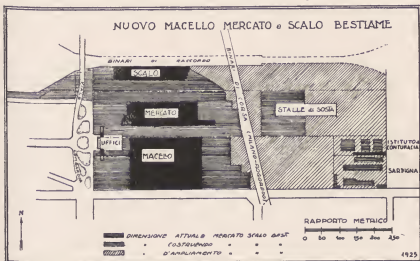 NUOVO MACELLO MERCATO e SCALO BESTIAME
BINARI DI RACCORDO
SCALO
MERCATO
STALLE di SOSTA
UFFICI
MACELLO
SARDIGNA
RAPPORTO METRICO
0 50 100 150 200 250
N
DIMENSIONE ATTUALE MERCATO SCALO BEST.
" COSTRUENDO " " "
" D'AMPLIAMENTO " " "
1925